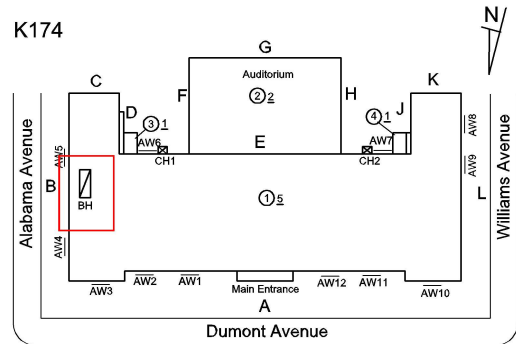 K174
N
G
C
K
Auditorium
D
F
2 2
H
J
3 1
4 1
AW8
AW6
AW7
E
CH1
CH2
AW5
AW9
Alabama Avenue
B
BH
1 5
L
Williams Avenue
AW4
AW3
AW2
AW1
Main Entrance
AW12
AW11
AW10
A
Dumont Avenue